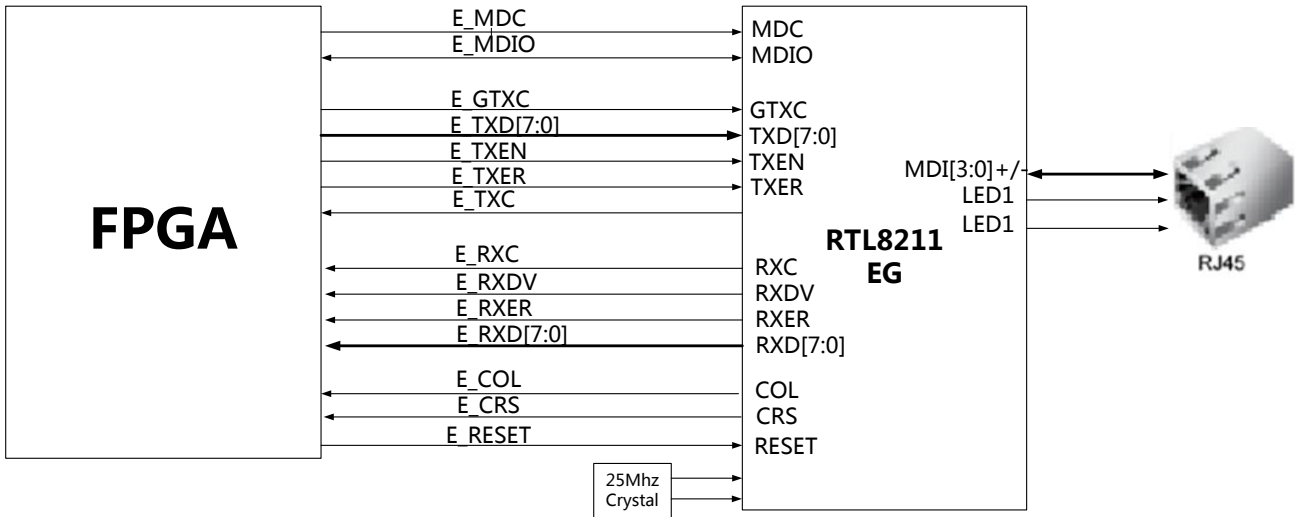 E_MDC
MDC
E_MDIO
MDIO
E_GTXC
GTXC
E_TXD[7:0]
TXD[7:0]
E_TXEN
TXEN
E_TXER
TXER
E_TXC
FPGA
MDI[3:0]+/-
LED1
LED1
RTL8211
EG
RJ45
E_RXC
RXC
E_RXDV
RXDV
E_RXER
RXER
E_RXD[7:0]
RXD[7:0]
E_COL
COL
E_CRS
CRS
E_RESET
RESET
25Mhz
Crystal